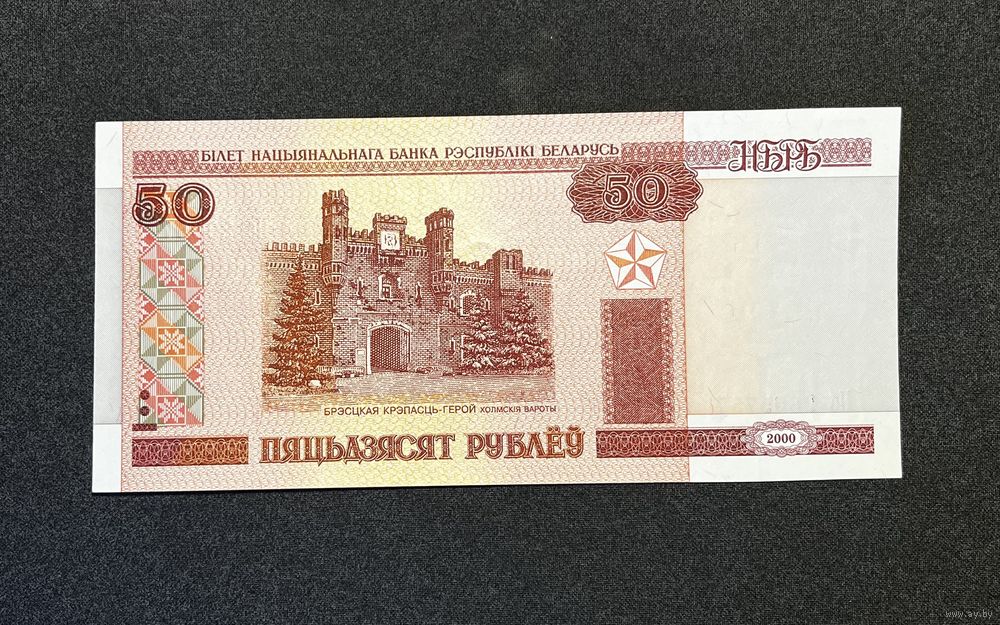 БІЛЕТ НАЦЫЯНАЛЬНАГА БАНКА РЭСПУБЛІКІ БЕЛАРУСЬ НБРБ
50 50
БРЭСЦКАЯ КРЭПАСЦЬ-ГЕРОЙ ХОЛМСКІЯ ВАРОТЫ
ПЯЦЬДЗЯСЯТ РУБЛЁЎ 2000
www.ay.by